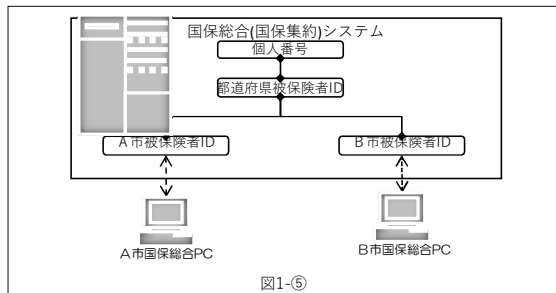 国保総合(国保集約)システム
個人番号
都道府県被保険者ID
A市被保険者ID
B市被保険者ID
A市国保総合PC
B市国保総合PC
図1-⑤